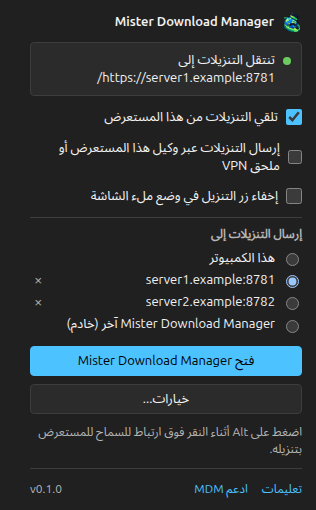 Mister Download Manager
تنتقل التنزيلات إلى
https://server1.example:8781/
تلقي التنزيلات من هذا المستعرض
إرسال التنزيلات عبر وكيل هذا المستعرض أو
ملحق VPN
إخفاء زر التنزيل في وضع ملء الشاشة
إرسال التنزيلات إلى
هذا الكمبيوتر
server1.example:8781 ×
server2.example:8782 ×
Mister Download Manager آخر (خادم)
فتح Mister Download Manager
خيارات...
اضغط على Alt أثناء النقر فوق ارتباط للسماح للمستعرض
بتنزيله.
تعليمات ادعم MDM v0.1.0